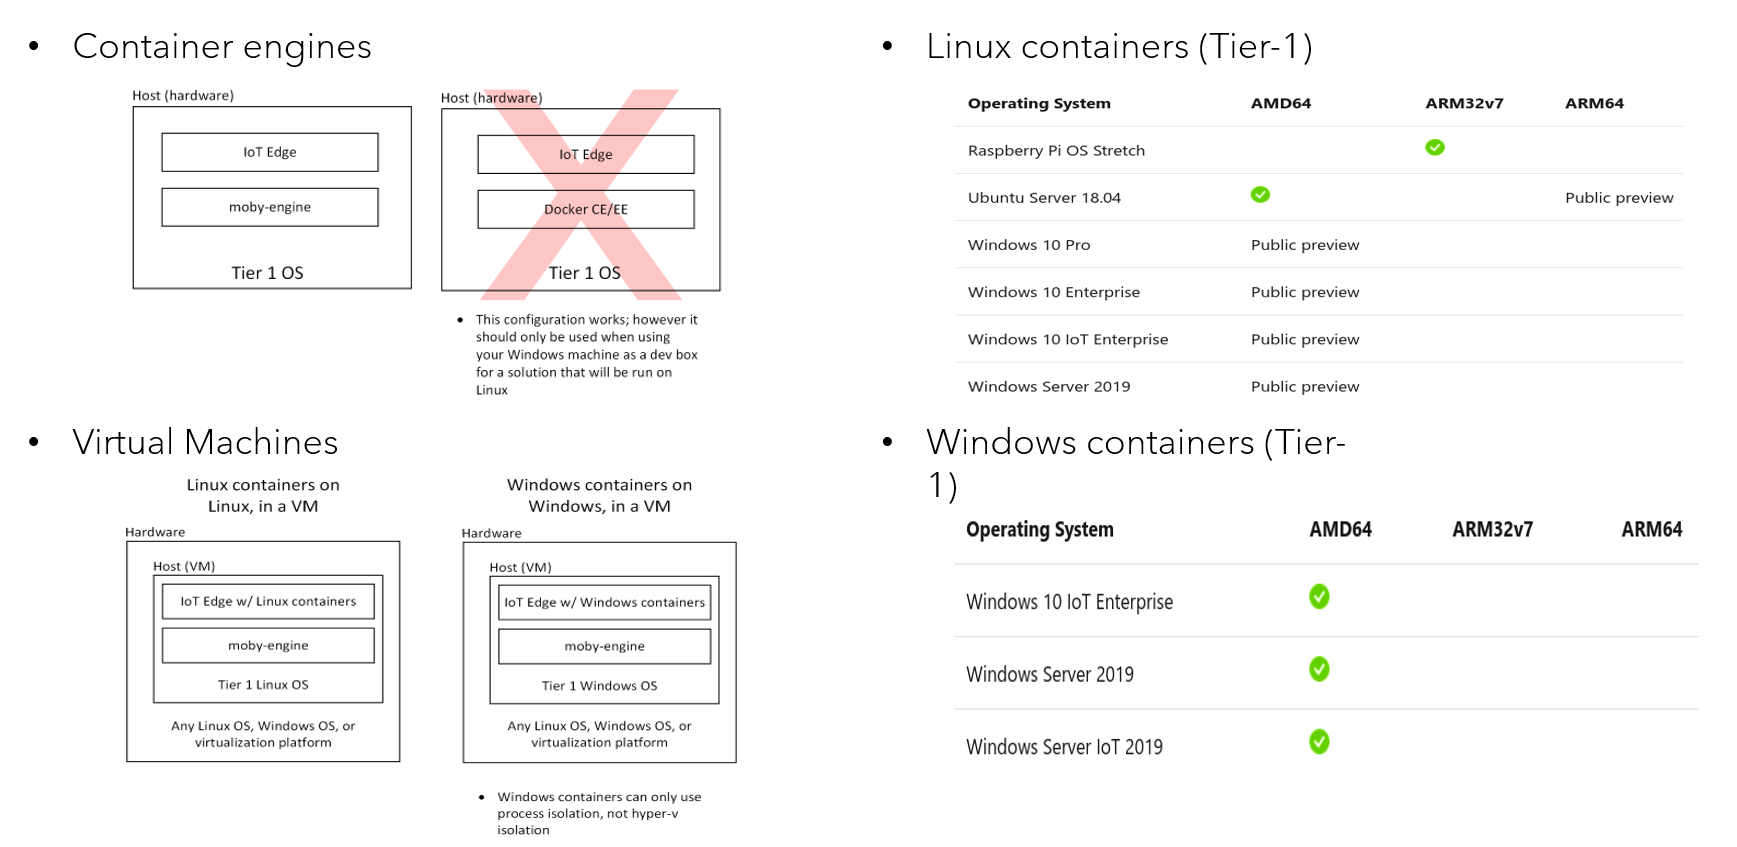 • Container engines
Host (hardware)
IoT Edge
moby-engine
Tier 1 OS
Host (hardware)
IoT Edge
Docker CE/EE
Tier 1 OS
• This configuration works; however it
should only be used when using
your Windows machine as a dev box
for a solution that will be run on
Linux
• Linux containers (Tier-1)
Operating System AMD64 ARM32v7 ARM64
Raspberry Pi OS Stretch
Ubuntu Server 18.04 Public preview
Windows 10 Pro Public preview
Windows 10 Enterprise Public preview
Windows 10 IoT Enterprise Public preview
Windows Server 2019 Public preview
• Virtual Machines
Linux containers on
Linux, in a VM
Hardware
Host (VM)
IoT Edge w/ Linux containers
moby-engine
Tier 1 Linux OS
Any Linux OS, Windows OS, or
virtualization platform
Windows containers on
Windows, in a VM
Hardware
Host (VM)
IoT Edge w/ Windows containers
moby-engine
Tier 1 Windows OS
Any Linux OS, Windows OS, or
virtualization platform
• Windows containers can only use
process isolation, not hyper-v
isolation
• Windows containers (Tier-
1)
Operating System AMD64 ARM32v7 ARM64
Windows 10 IoT Enterprise
Windows Server 2019
Windows Server IoT 2019